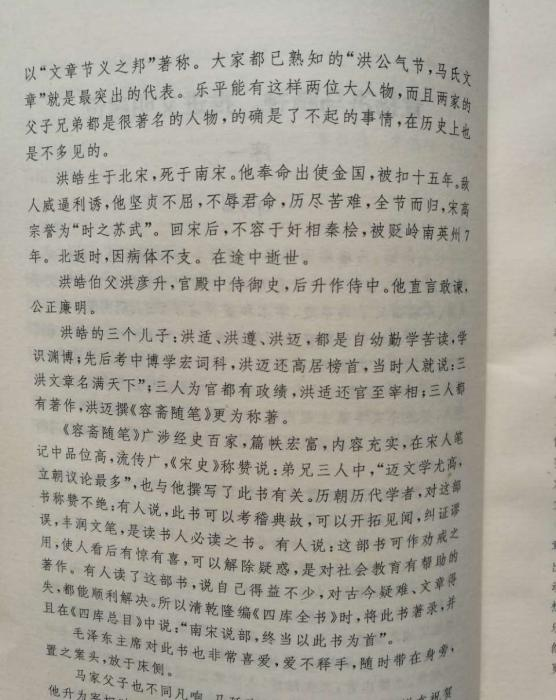 以“文章节义之邦”著称。大家都已熟知的“洪公气节，马氏文
章”就是最突出的代表。乐平能有这样两位大人物，而且两家的
父子兄弟都是很著名的人物，的确是了不起的事情，在历史上也
是不多见的。
洪皓生于北宋，死于南宋。他奉命出使金国，被扣十五年。敌
人威逼利诱，他坚贞不屈，不辱君命，历尽苦难，全节而归，宋高
宗誉为“时之苏武”。回宋后，不容于奸相秦桧，被贬岭南英州7
年。北返时，因病体不支。在途中逝世。
洪皓伯父洪彦升，官殿中侍御史，后升作侍中。他直言敢谏，
公正廉明。
洪皓的三个儿子：洪适、洪遵、洪迈，都是自幼勤学苦读，学
识渊博；先后考中博学宏词科，洪迈还高居榜首，当时人就说：三
洪文章名满天下”；三人为官都有政绩，洪适还官至宰相；三人都
有著作，洪迈撰《容斋随笔》更为称著。
《容斋随笔》广涉经史百家，篇帙宏富，内容充实，在宋人笔
记中品位高，流传广，《宋史》称赞说：弟兄三人中，“迈文学尤高，
立朝议论最多”，也与他撰写了此书有关。历朝历代学者，对这部
书称赞不绝：有人说，此书可以考稽典故，可以开拓见闻，纠证谬
误，丰润文笔，是读书人必读之书。有人说：这部书可作劝戒之
用，使人看后有惊有喜，可以解除疑惑，是对社会教育有帮助的
著作。有人读了这部书，说自己得益不少，对古今疑难、文章得
失，都能顺利解决。所以清乾隆编《四库全书》时，将此书著录，并
且在《四库总目》中说：“南宋说部，终当以此书为首”。
毛泽东主席对此书也非常喜爱，爱不释手，随时带在身旁，
置之案头，放于床侧。
马家父子也不同凡响，马廷